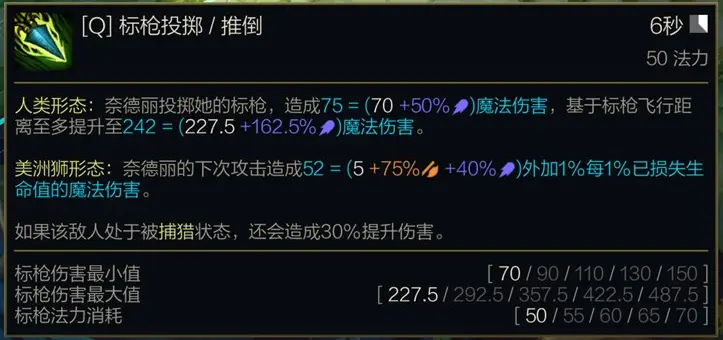 [Q] 标枪投掷 / 推倒 6秒
50 法力
人类形态：奈德丽投掷她的标枪，造成75 = (70 +50%)魔法伤害，基于标枪飞行距
离至多提升至242 = (227.5 +162.5%)魔法伤害。
美洲狮形态：奈德丽的下次攻击造成52 = (5 +75% +40%)外加1%每1%已损失生
命值的魔法伤害。
如果该敌人处于被捕猎状态，还会造成30%提升伤害。
标枪伤害最小值 [ 70 / 90 / 110 / 130 / 150 ]
标枪伤害最大值 [ 227.5 / 292.5 / 357.5 / 422.5 / 487.5 ]
标枪法力消耗 [ 50 / 55 / 60 / 65 / 70 ]